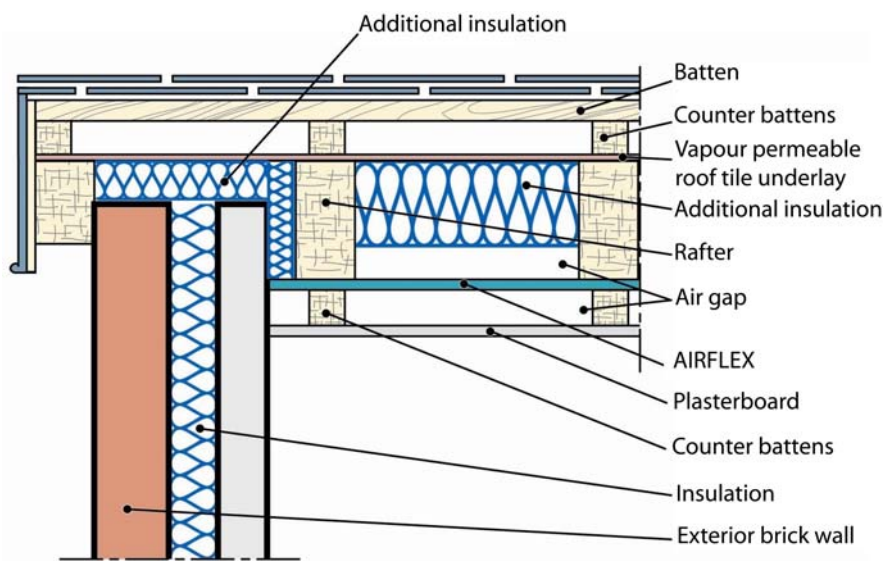 Additional insulation
Batten
Counter battens
Vapour permeable
roof tile underlay
Additional insulation
Rafter
Air gap
AIRFLEX
Plasterboard
Counter battens
Insulation
Exterior brick wall